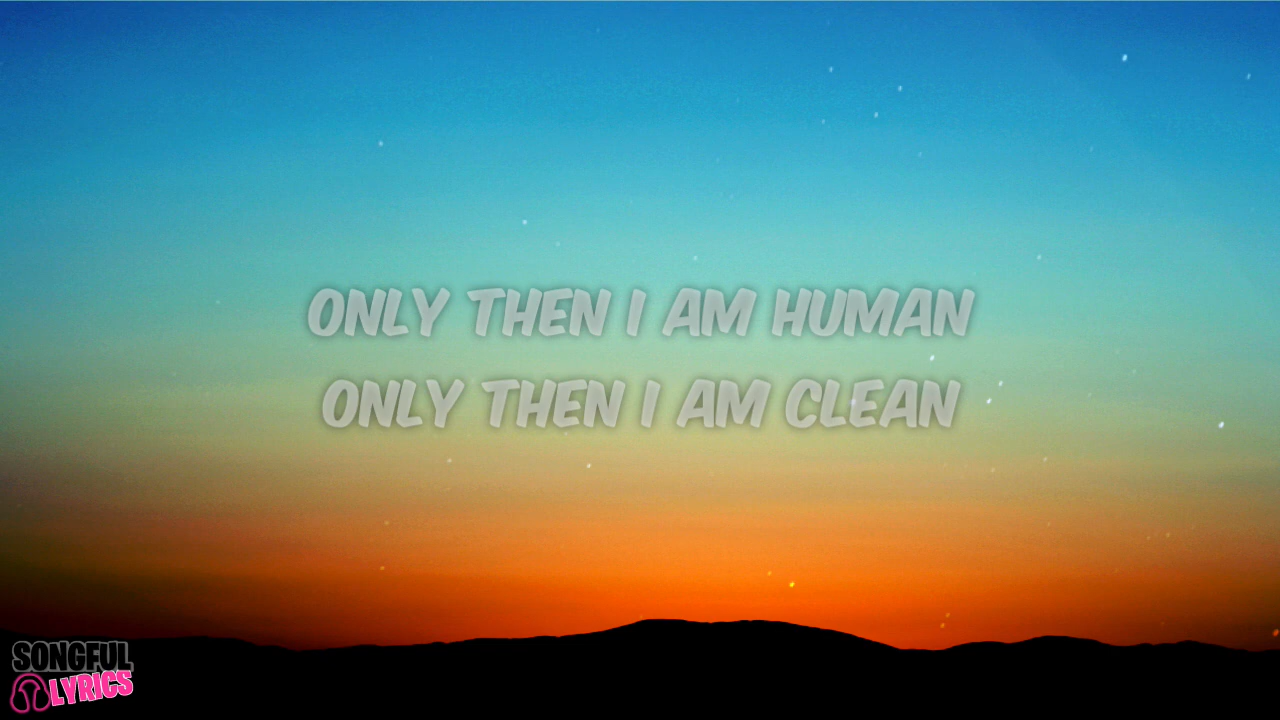 ONLY THEN I AM HUMAN
ONLY THEN I AM CLEAN
SONGFUL
LYRICS